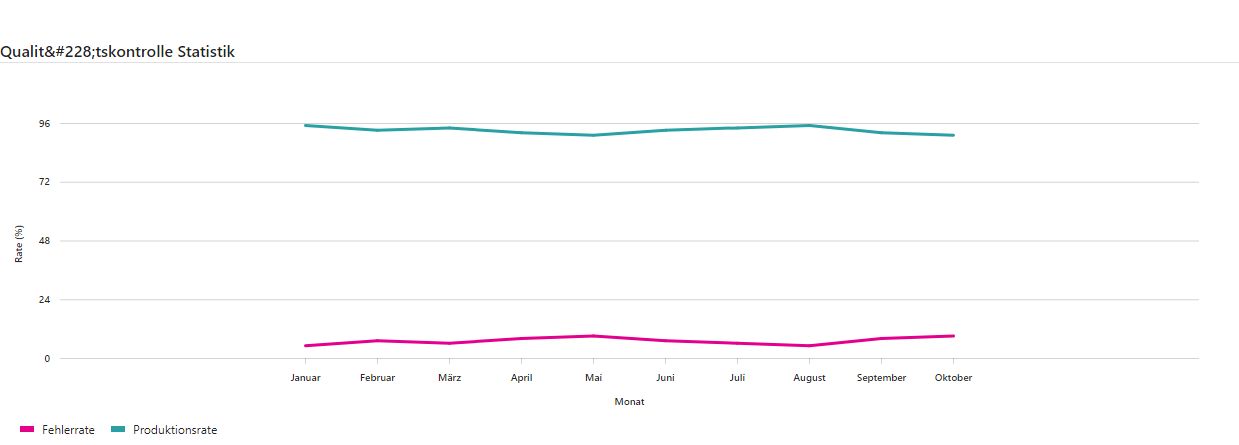 Qualit&#228;tskontrolle Statistik
96
72
48
24
0
Rate (%)
Januar Februar März April Mai Juni Juli August September Oktober
Monat
Fehlerrate Produktionsrate